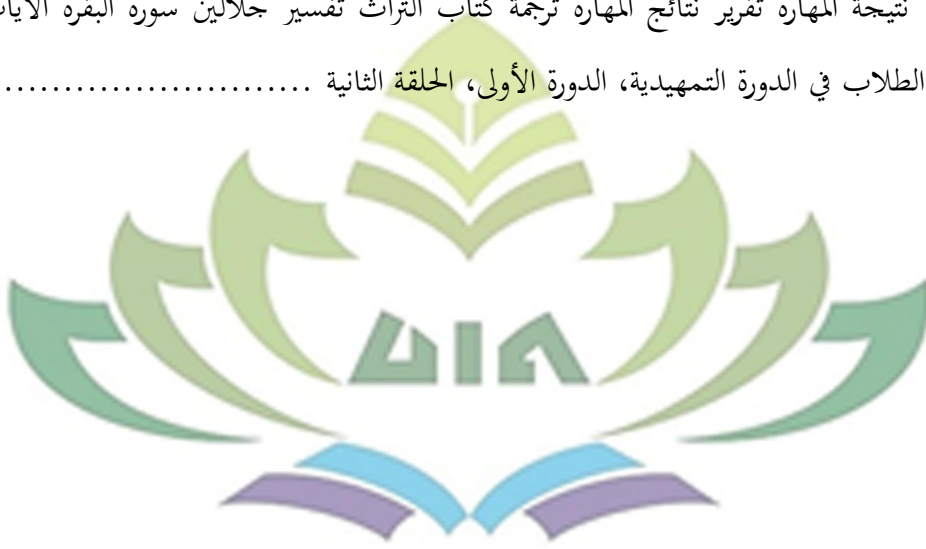 نتيجة المهارة تقرير نتائج المهارة ترجمة كتاب التراث تفسير جلالين سورة البقرة الآيات
الطلاب في الدورة التمهيدية، الدورة الأولى، الحلقة الثانية ..........................
UIN